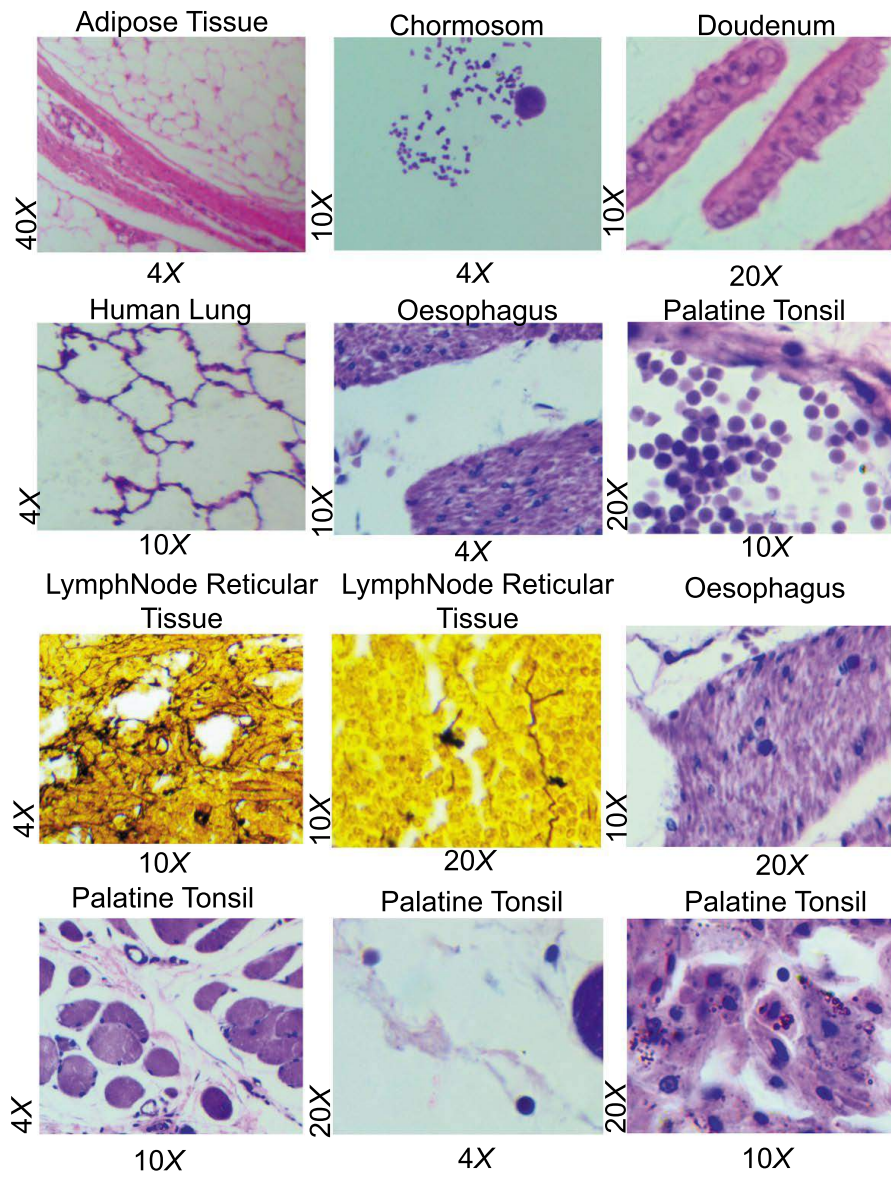 Adipose Tissue
Chormosom
Doudenum
40X
10X
10X
4X
4X
20X
Human Lung
Oesophagus
Palatine Tonsil
4X
10X
20X
10X
4X
10X
LymphNode Reticular
Tissue
LymphNode Reticular
Tissue
Oesophagus
4X
10X
10X
10X
20X
20X
Palatine Tonsil
Palatine Tonsil
Palatine Tonsil
4X
20X
20X
10X
4X
10X